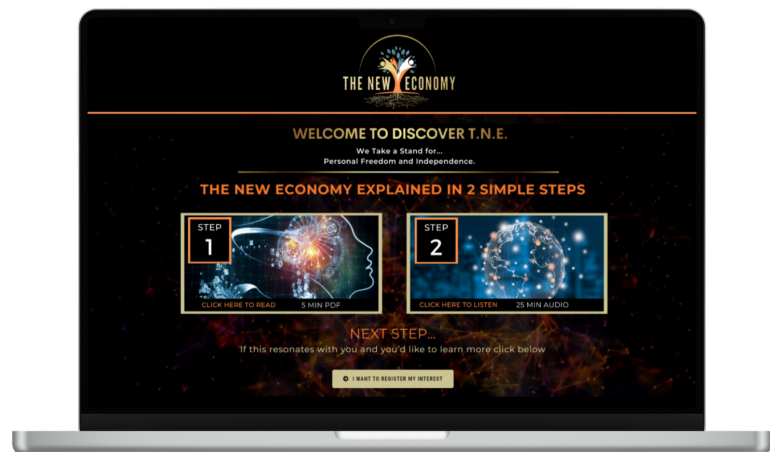 THE NEW ECONOMY
WELCOME TO DISCOVER T.N.E.
We Take a Stand for...
Personal Freedom and Independence.
THE NEW ECONOMY EXPLAINED IN 2 SIMPLE STEPS
STEP
1
CLICK HERE TO READ 5 MIN PDF
STEP
2
CLICK HERE TO LISTEN 25 MIN AUDIO
NEXT STEP...
If this resonates with you and you'd like to learn more click below
I WANT TO REGISTER MY INTEREST